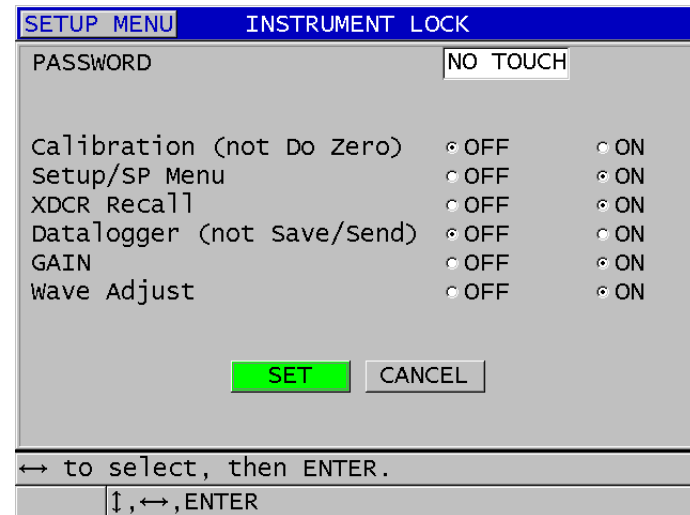 SETUP MENU INSTRUMENT LOCK
PASSWORD NO TOUCH
Calibration (not Do Zero) OFF ON
Setup/SP Menu OFF ON
XDCR Recall OFF ON
Datalogger (not Save/Send) OFF ON
GAIN OFF ON
Wave Adjust OFF ON
SET CANCEL
↔ to select, then ENTER.
↕,↔,ENTER